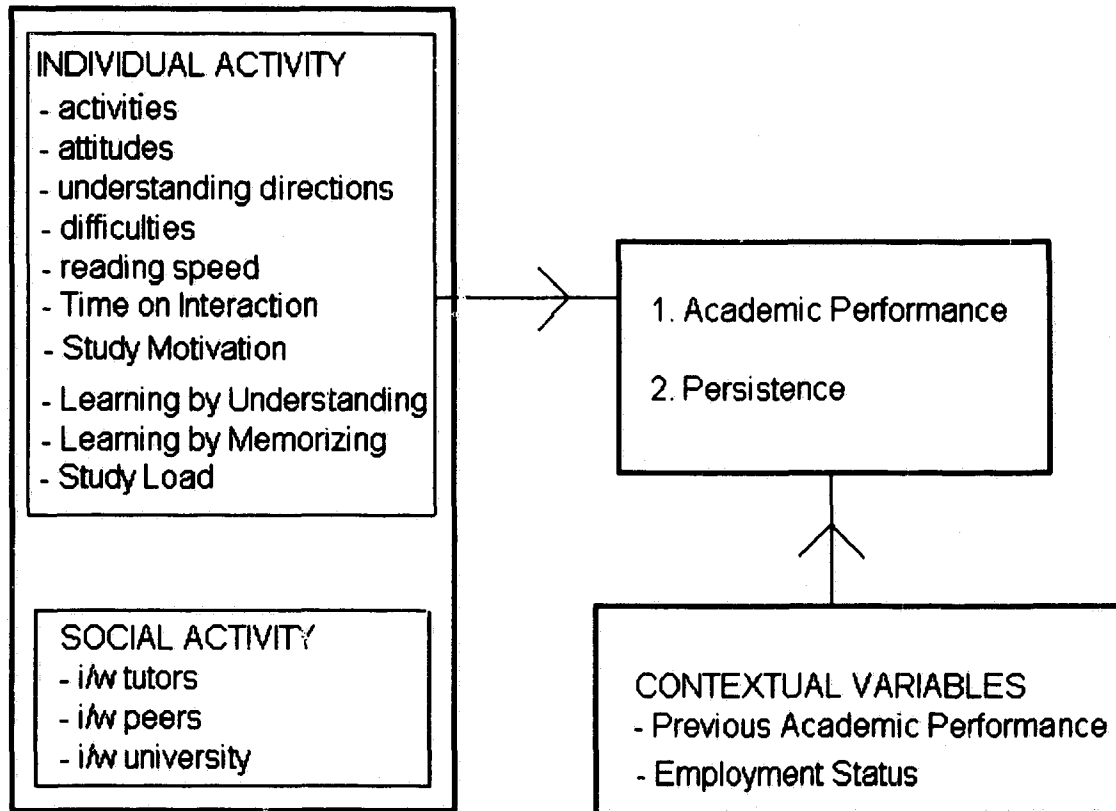 INDIVIDUAL ACTIVITY
- activities
- attitudes
- understanding directions
- difficulties
- reading speed
- Time on Interaction
- Study Motivation
- Learning by Understanding
- Learning by Memorizing
- Study Load
SOCIAL ACTIVITY
- i/w tutors
- i/w peers
- i/w university
1. Academic Performance
2. Persistence
CONTEXTUAL VARIABLES
- Previous Academic Performance
- Employment Status